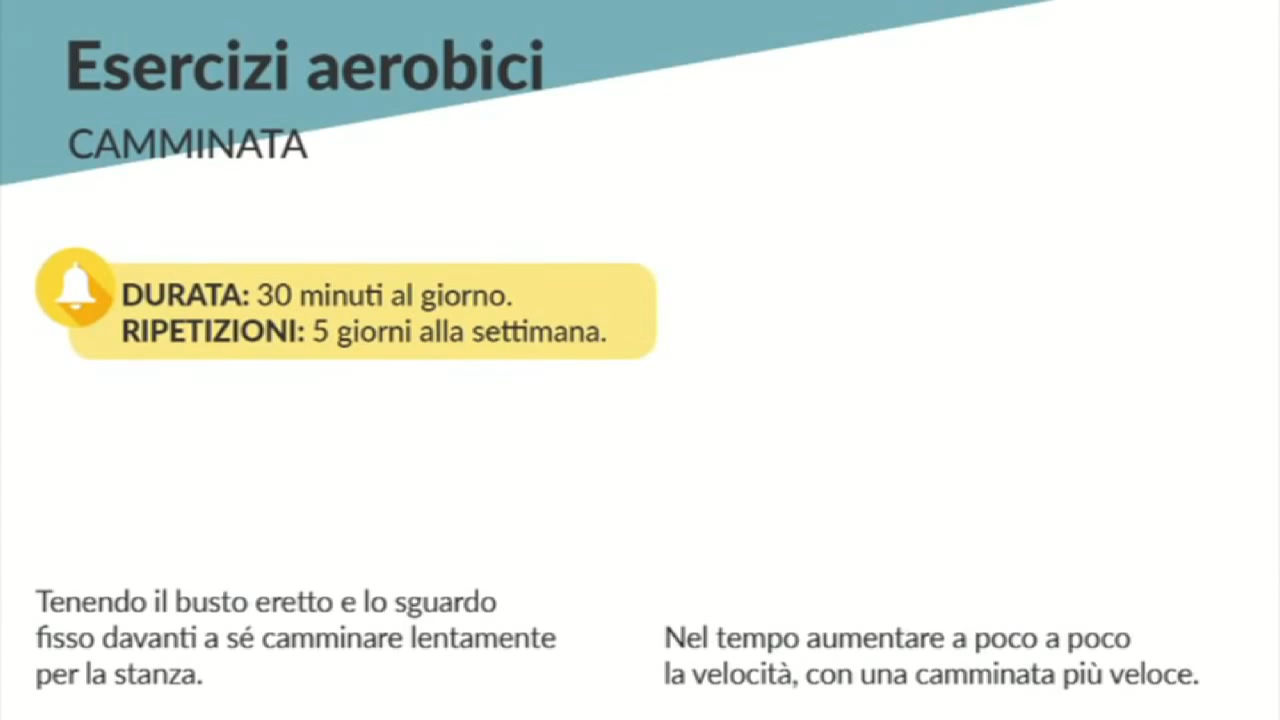 Esercizi aerobici
CAMMINATA
DURATA: 30 minuti al giorno.
RIPETIZIONI: 5 giorni alla settimana.
Tenendo il busto eretto e lo sguardo
fisso davanti a sé camminare lentamente
per la stanza.
Nel tempo aumentare a poco a poco
la velocità, con una camminata più veloce.